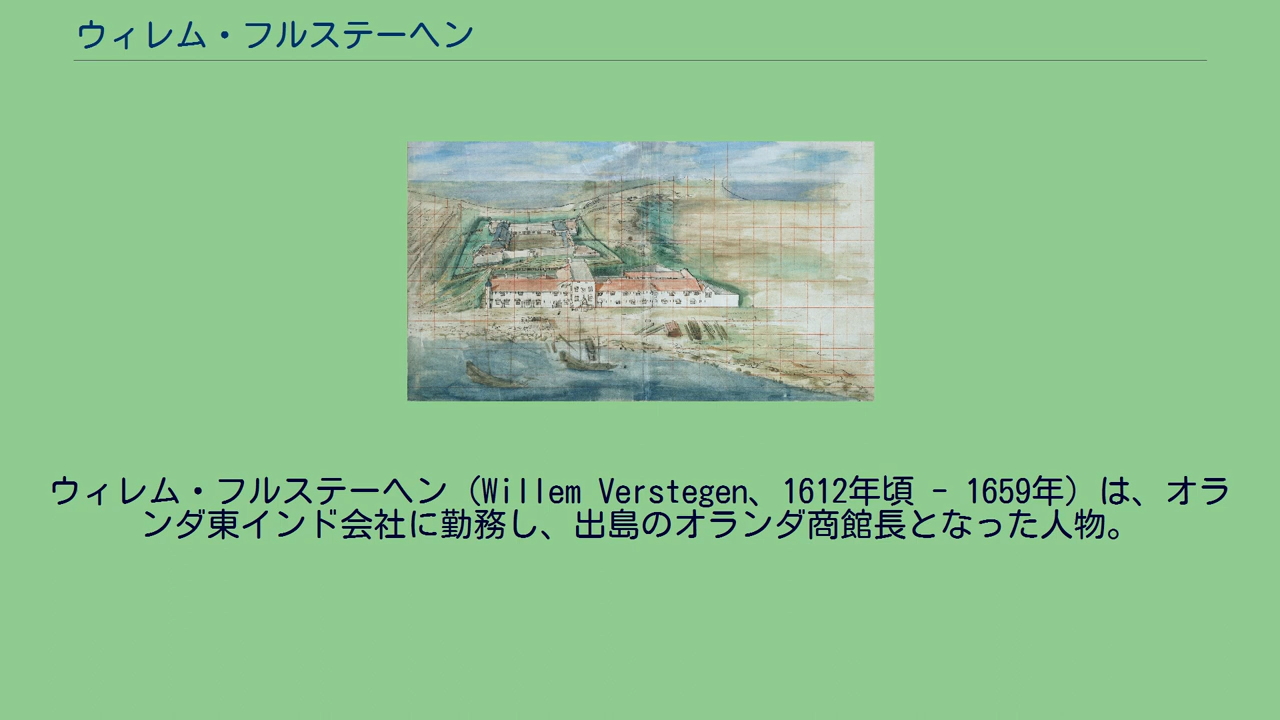 ウィレム・フルステーヘン
ウィレム・フルステーヘン（Willem Verstegen、1612年頃 - 1659年）は、オラ
ンダ東インド会社に勤務し、出島のオランダ商館長となった人物。